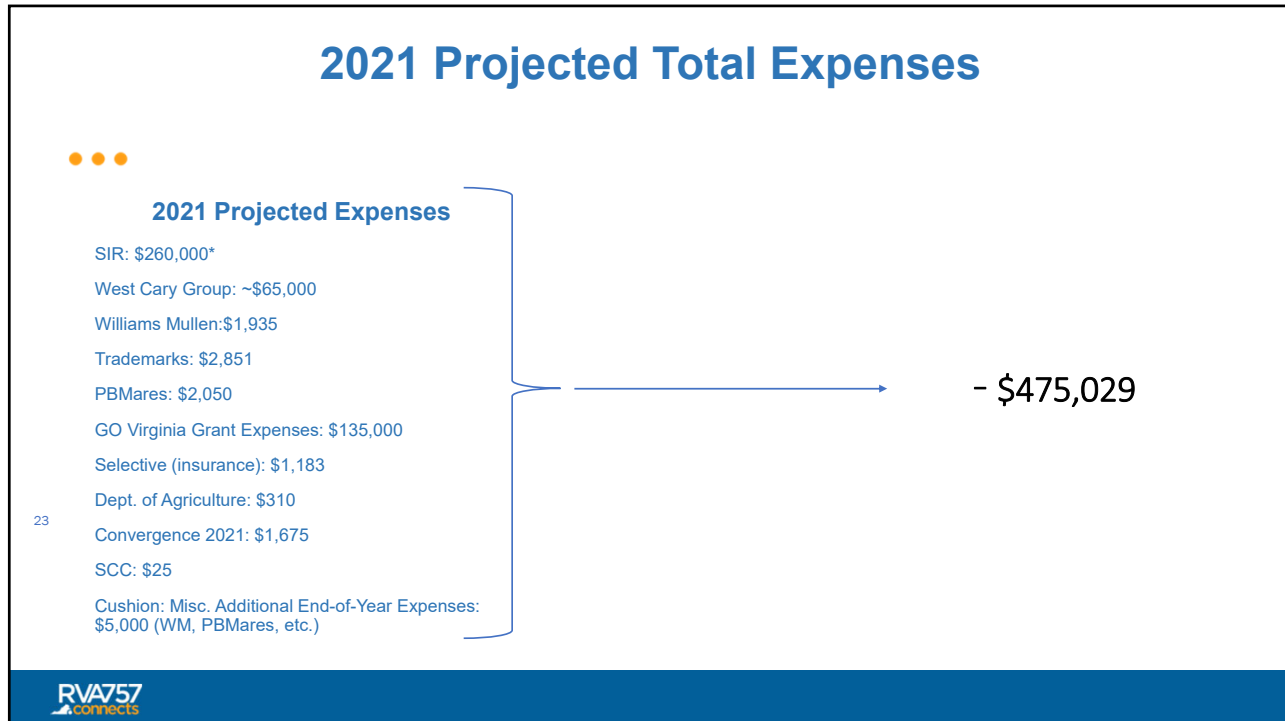 2021 Projected Total Expenses
2021 Projected Expenses
SIR: $260,000*
West Cary Group: ~$65,000
Williams Mullen:$1,935
Trademarks: $2,851
PBMares: $2,050
GO Virginia Grant Expenses: $135,000
Selective (insurance): $1,183
Dept. of Agriculture: $310
Convergence 2021: $1,675
SCC: $25
Cushion: Misc. Additional End-of-Year Expenses:
$5,000 (WM, PBMares, etc.)
- $475,029
23
RVA757
connects